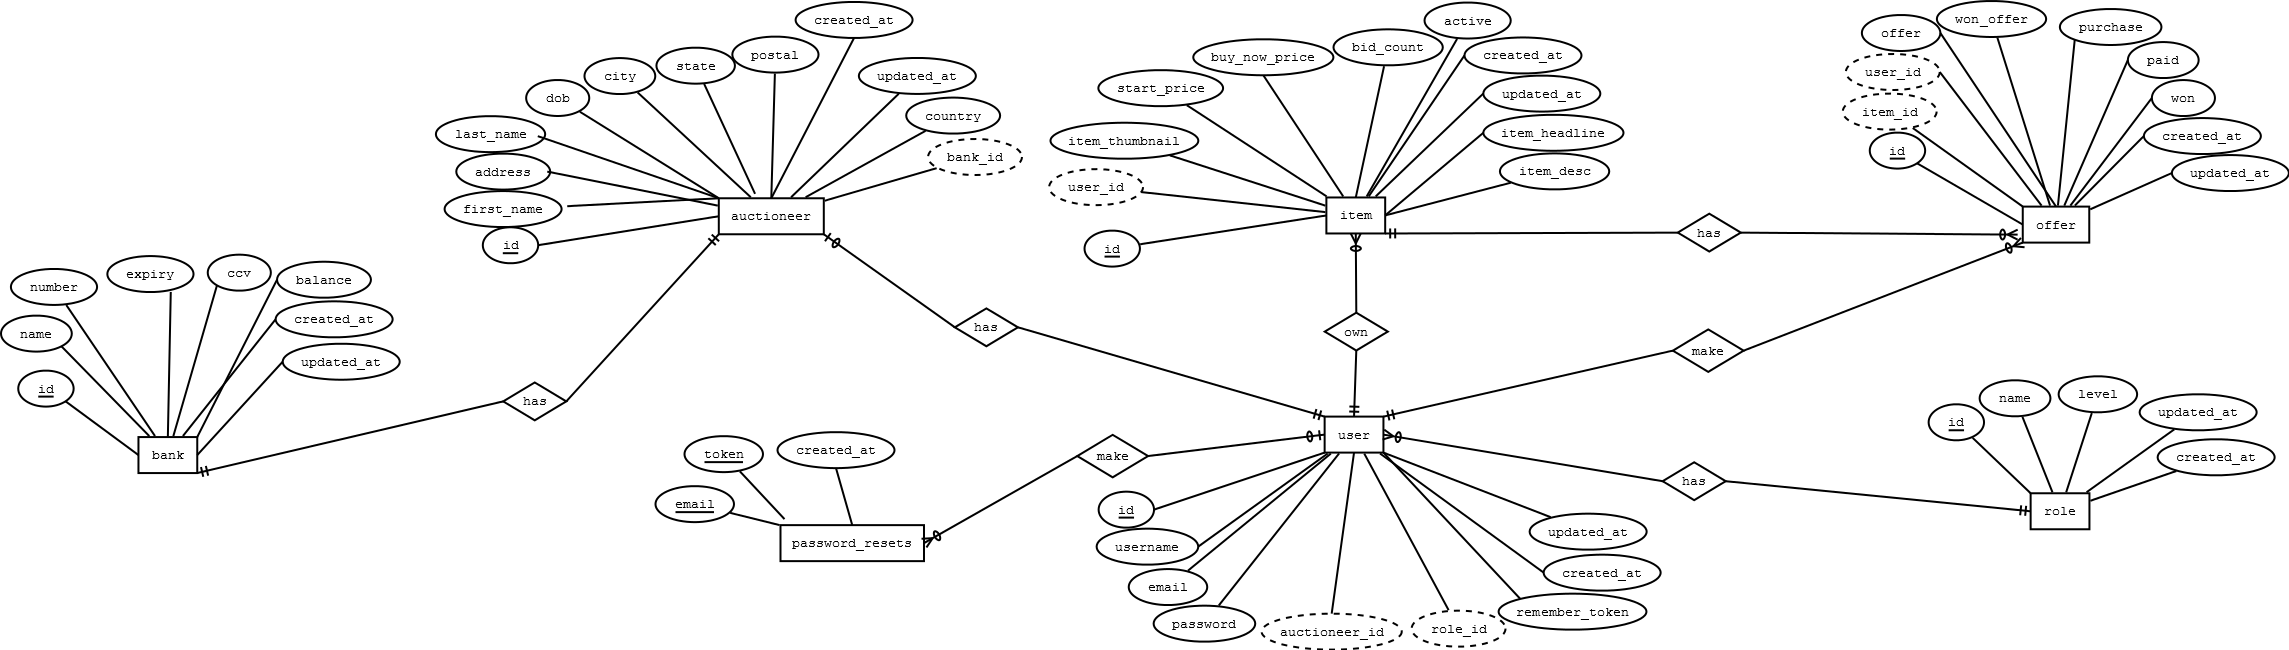 created_at
postal
state
city
dob
updated_at
country
bank_id
last_name
address
first_name
id
auctioneer
active
bid_count
buy_now_price
start_price
item_thumbnail
user_id
id
created_at
updated_at
item_headline
item_desc
item
won_offer
offer
purchase
user_id
paid
item_id
won
id
created_at
updated_at
offer
has
number
expiry
ccv
balance
name
created_at
updated_at
id
bank
has
has
own
make
user
token
created_at
email
password_resets
make
id
username
email
password
auctioneer_id
role_id
remember_token
created_at
updated_at
has
name
level
id
updated_at
created_at
role